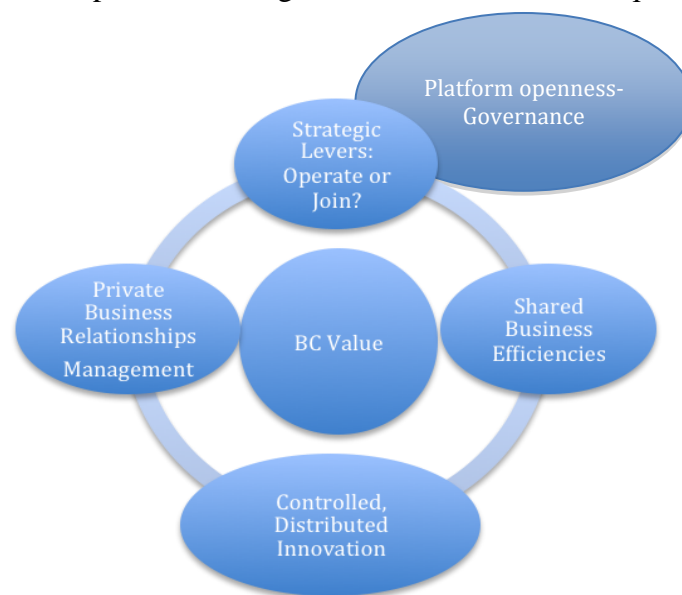 Platform openness-
Governance
Strategic
Levers:
Operate or
Join?
Private
Business
Relationships
Management
BC Value
Shared
Business
Efficiencies
Controlled,
Distributed
Innovation